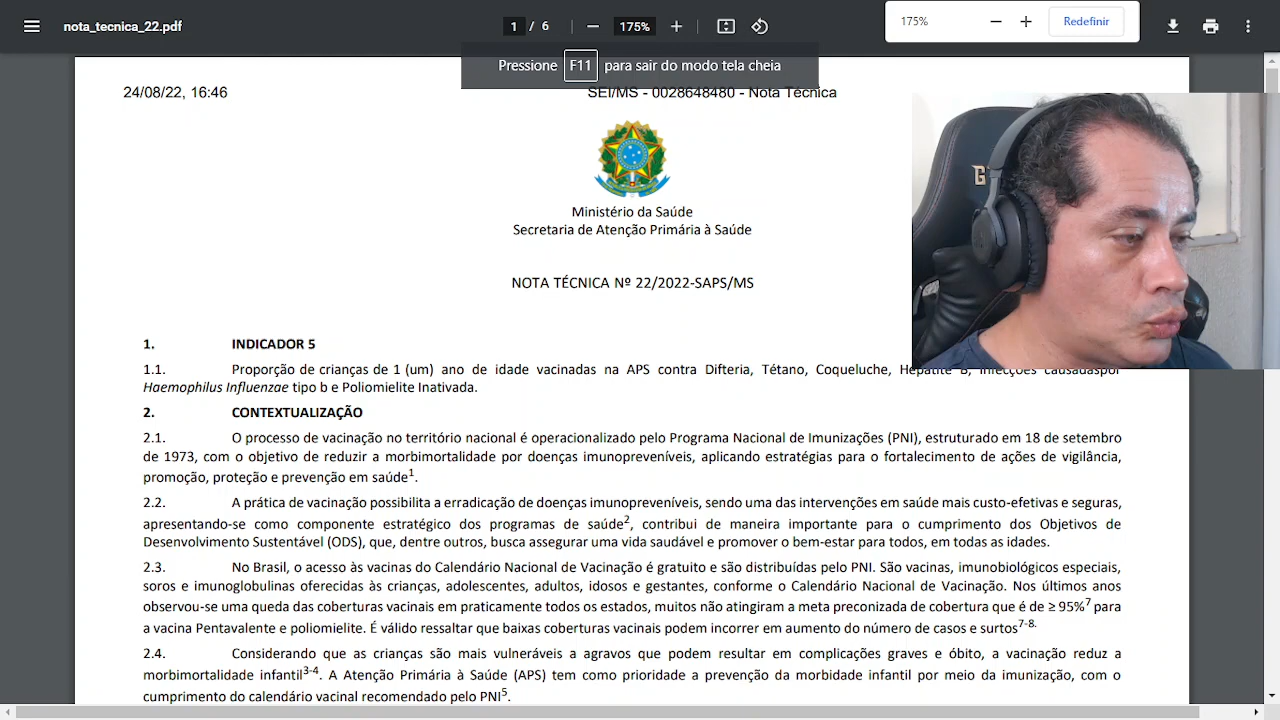 nota_tecnica_22.pdf
1 / 6
175%
175%
Redefinir
Pressione F11 para sair do modo tela cheia
24/08/22, 16:46
SEI/MS - 0028648480 - Nota Técnica
Ministério da Saúde
Secretaria de Atenção Primária à Saúde
NOTA TÉCNICA Nº 22/2022-SAPS/MS
1. INDICADOR 5
1.1. Proporção de crianças de 1 (um) ano de idade vacinadas na APS contra Difteria, Tétano, Coqueluche, Hepatite B, Infecções causadaspor
Haemophilus Influenzae tipo b e Poliomielite Inativada.
2. CONTEXTUALIZAÇÃO
2.1. O processo de vacinação no território nacional é operacionalizado pelo Programa Nacional de Imunizações (PNI), estruturado em 18 de setembro
de 1973, com o objetivo de reduzir a morbimortalidade por doenças imunopreveníveis, aplicando estratégias para o fortalecimento de ações de vigilância,
promoção, proteção e prevenção em saúde1.
2.2. A prática de vacinação possibilita a erradicação de doenças imunopreveníveis, sendo uma das intervenções em saúde mais custo-efetivas e seguras,
apresentando-se como componente estratégico dos programas de saúde2, contribui de maneira importante para o cumprimento dos Objetivos de
Desenvolvimento Sustentável (ODS), que, dentre outros, busca assegurar uma vida saudável e promover o bem-estar para todos, em todas as idades.
2.3. No Brasil, o acesso às vacinas do Calendário Nacional de Vacinação é gratuito e são distribuídas pelo PNI. São vacinas, imunobiológicos especiais,
soros e imunoglobulinas oferecidas às crianças, adolescentes, adultos, idosos e gestantes, conforme o Calendário Nacional de Vacinação. Nos últimos anos
observou-se uma queda das coberturas vacinais em praticamente todos os estados, muitos não atingiram a meta preconizada de cobertura que é de ≥ 95%7 para
a vacina Pentavalente e poliomielite. É válido ressaltar que baixas coberturas vacinais podem incorrer em aumento do número de casos e surtos7-8.
2.4. Considerando que as crianças são mais vulneráveis a agravos que podem resultar em complicações graves e óbito, a vacinação reduz a
morbimortalidade infantil3-4. A Atenção Primária à Saúde (APS) tem como prioridade a prevenção da morbidade infantil por meio da imunização, com o
cumprimento do calendário vacinal recomendado pelo PNI5.